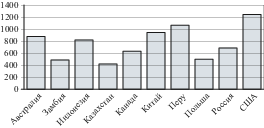 1400
1200
1000
800
600
400
200
0
Австралия
Замбия
Индонезия
Казахстан
Канада
Китай
Перу
Польша
Россия
США